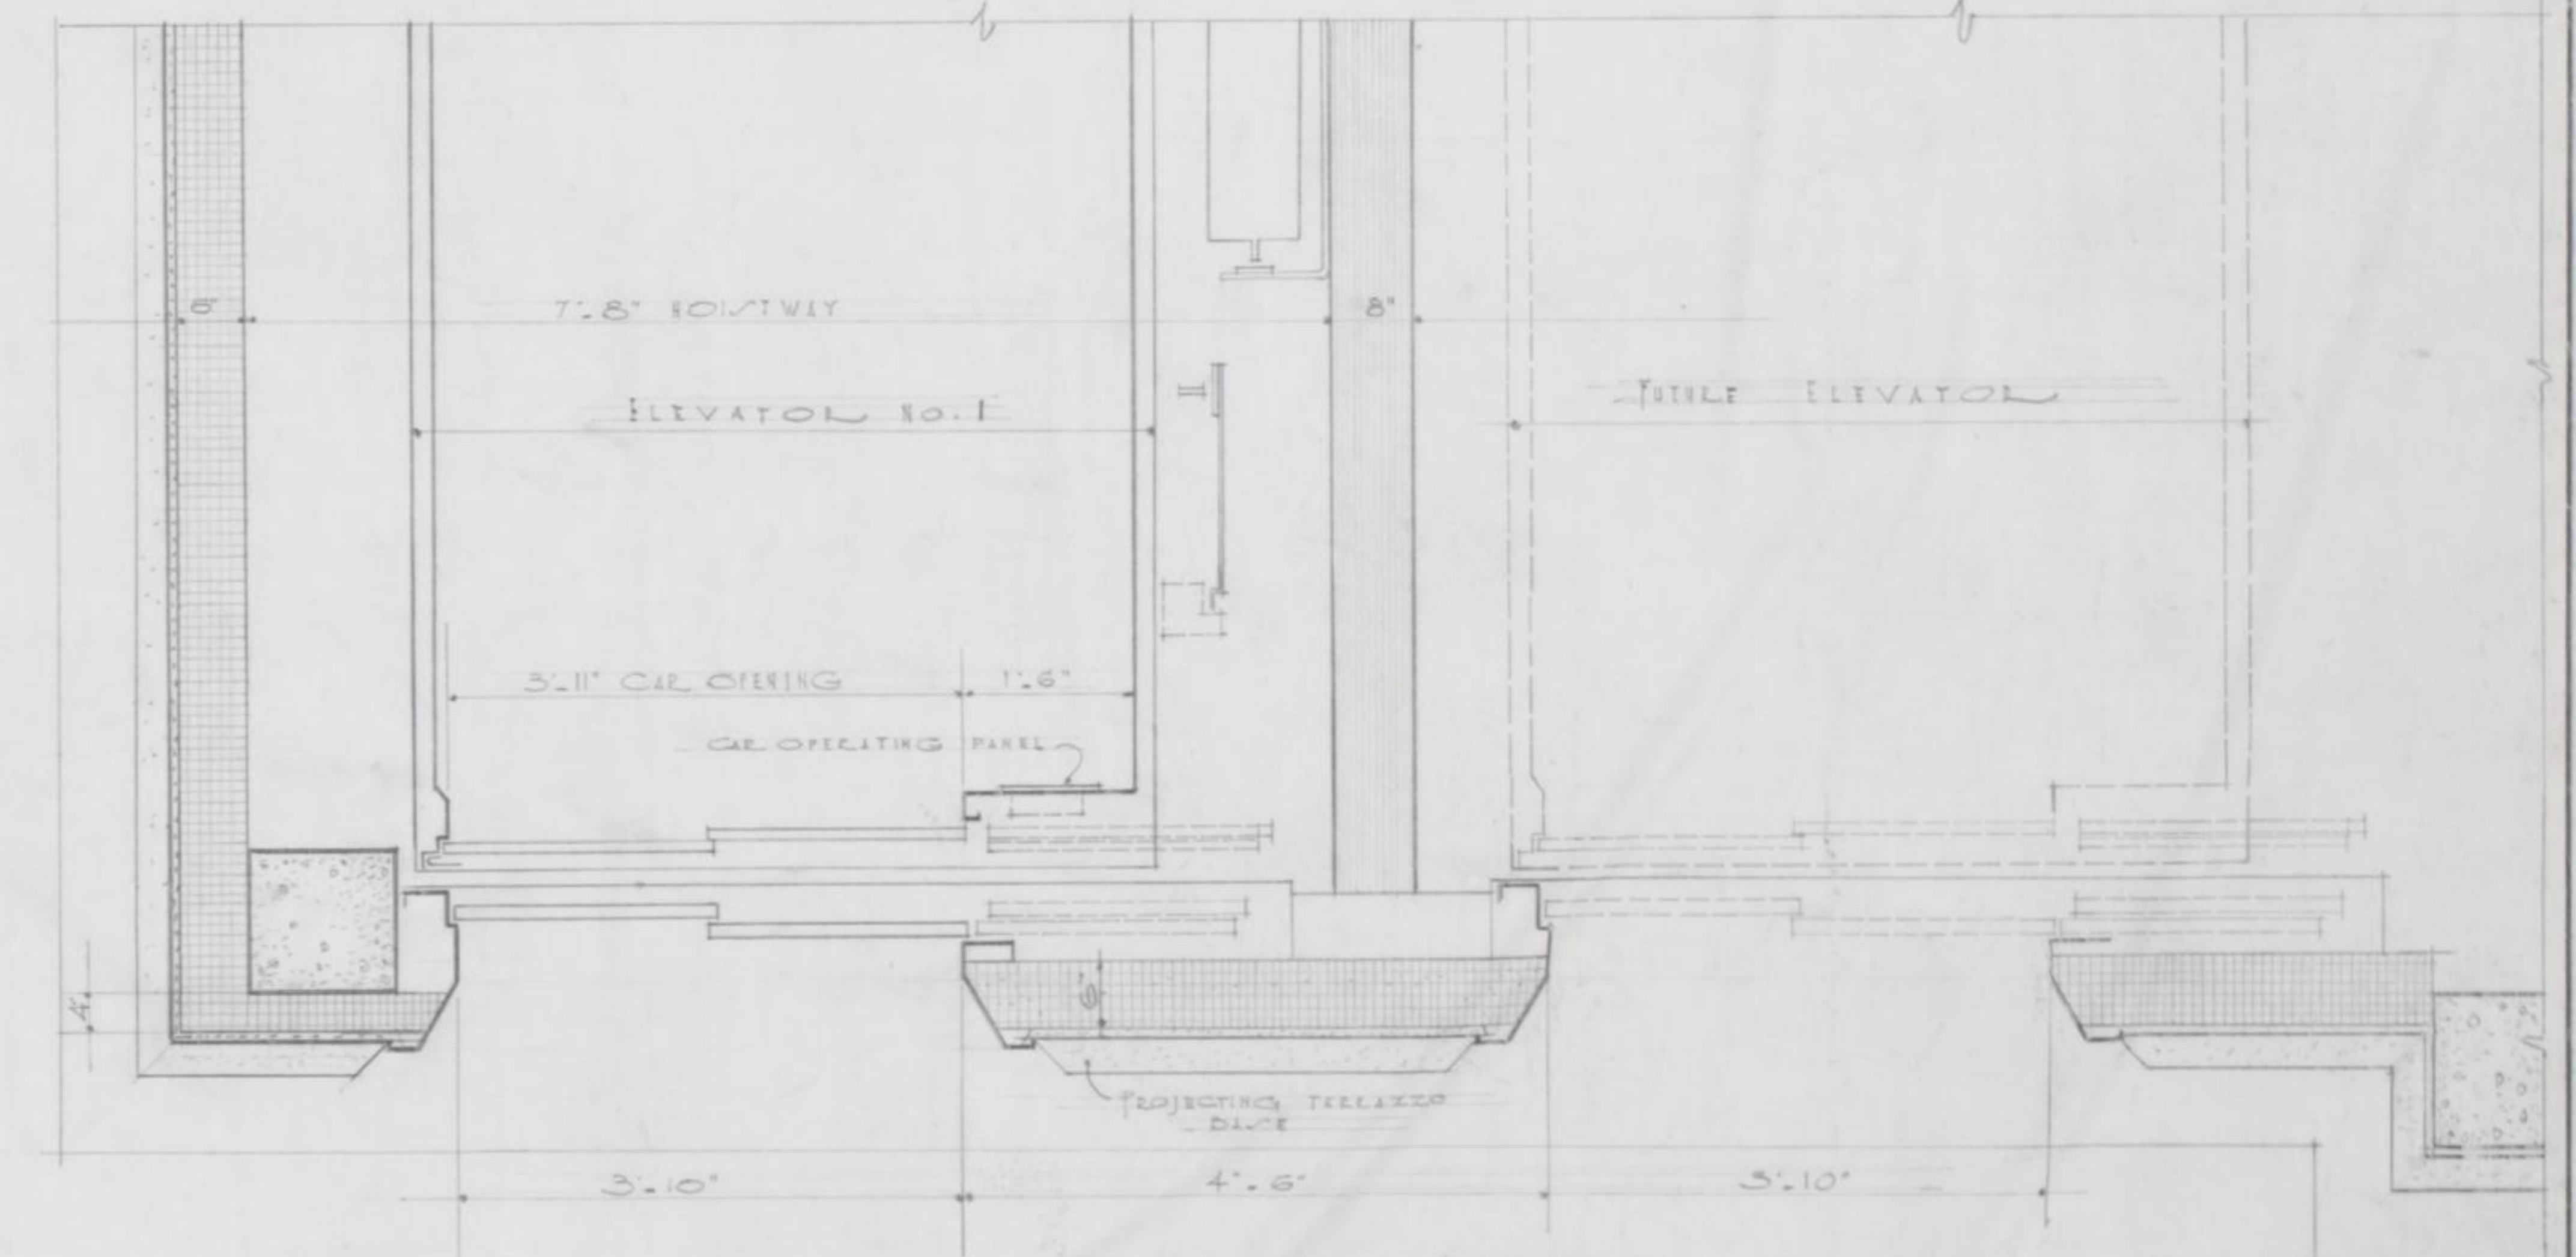 6"
7'-8" HOISTWAY
8"
ELEVATOR NO. 1
FUTURE ELEVATOR
3'-11" CAR OPENING
1'-6"
CAR OPERATING PANEL
4"
6"
PROJECTING TERRAZZO
BASE
3'-10"
4'-6"
3'-10"